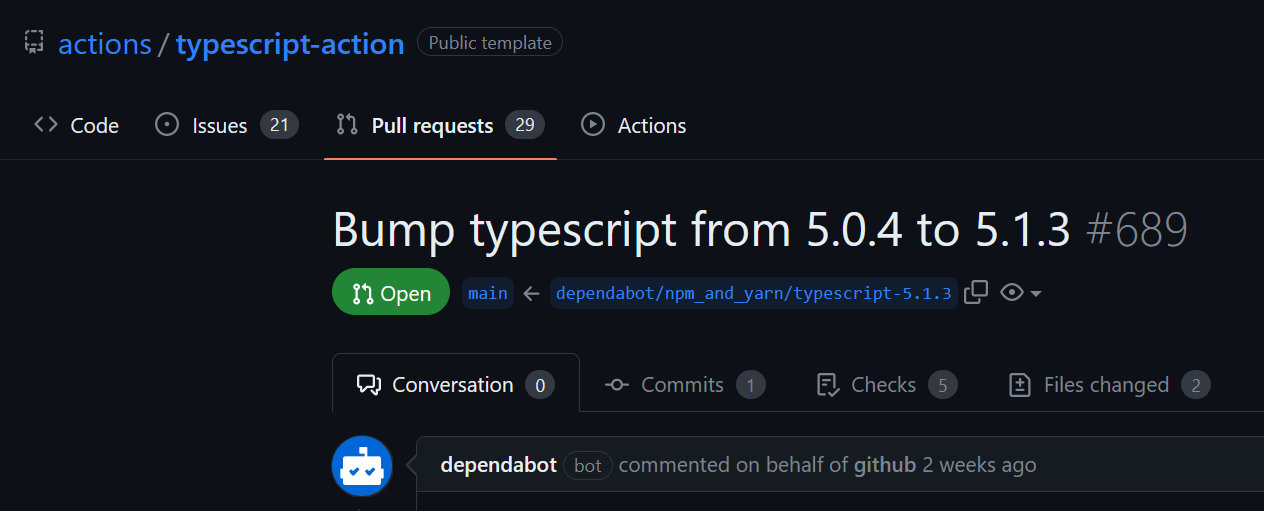 actions / typescript-action Public template
Code Issues 21 Pull requests 29 Actions
Bump typescript from 5.0.4 to 5.1.3 #689
Open main ← dependabot/npm_and_yarn/typescript-5.1.3
Conversation 0 Commits 1 Checks 5 Files changed 2
dependabot bot commented on behalf of github 2 weeks ago